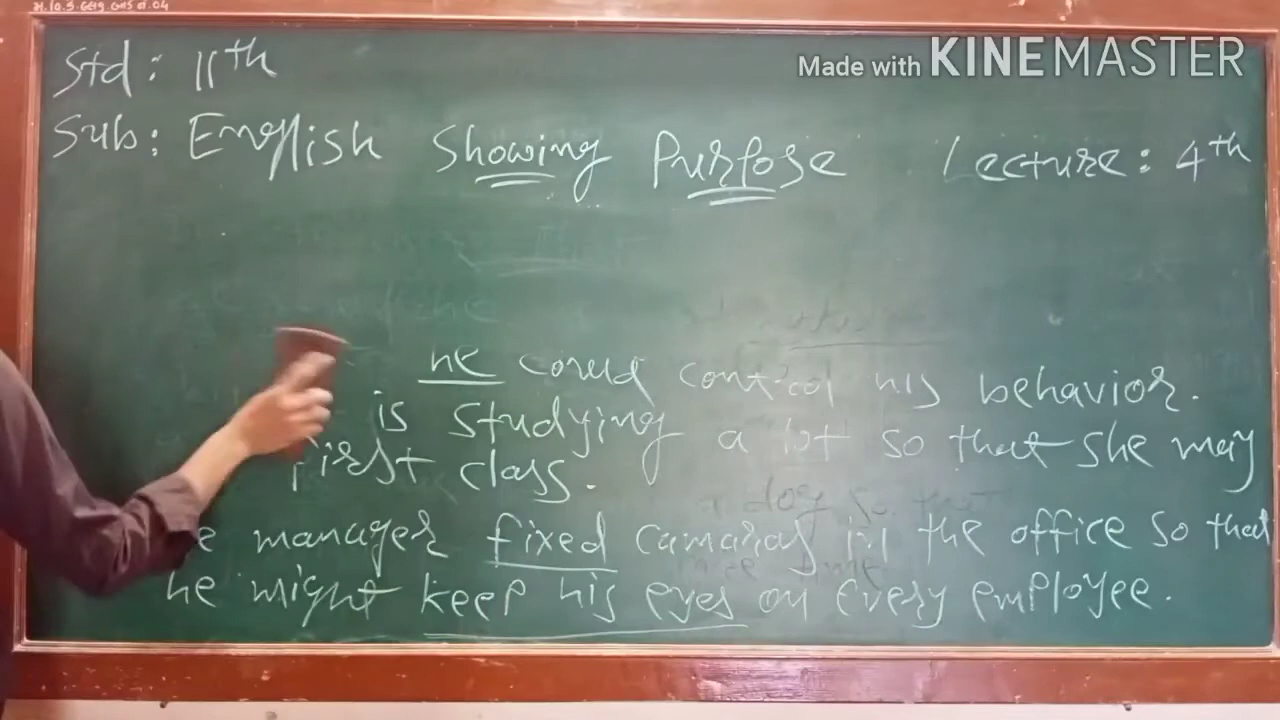 Made with KINEMASTER
Std: 11th
Sub: English Showing Purpose Lecture: 4th
he could control his behavior.
is studying a lot so that she may
First class.
e manager fixed camaras in the office so that
he might keep his eyes on every employee.